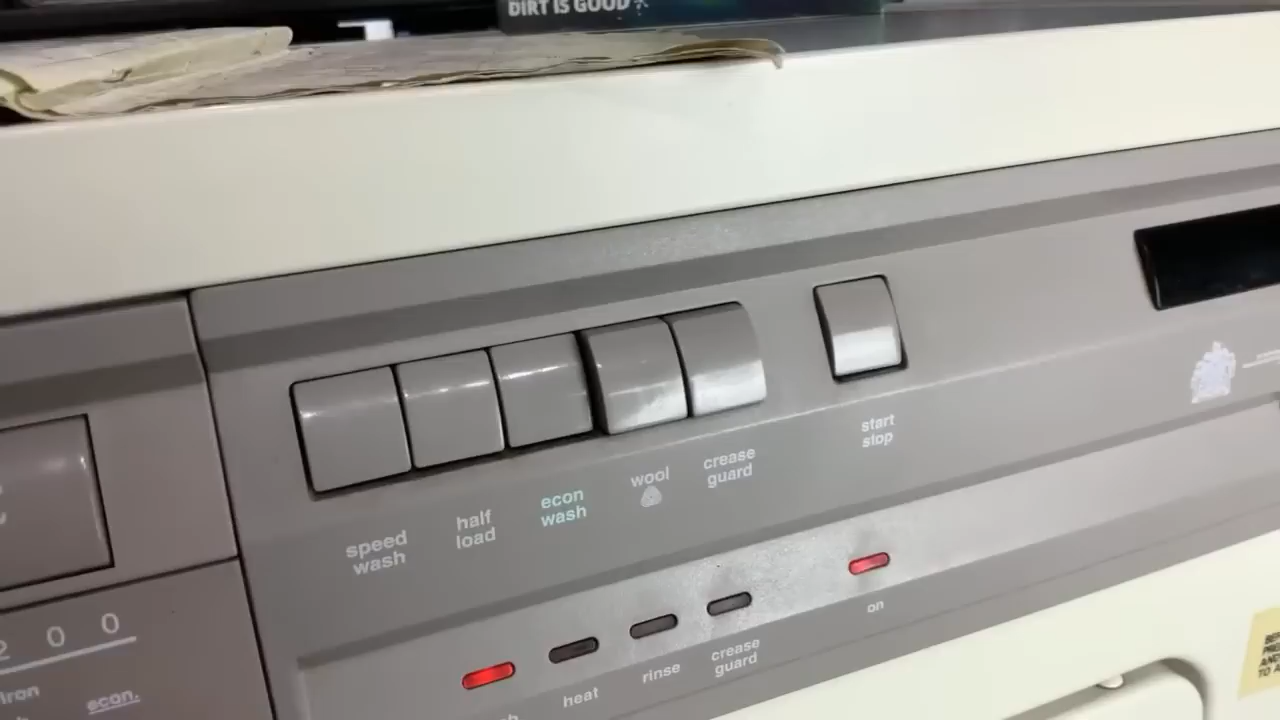 DIRT IS GOOD
speed
wash
half
load
econ
wash
wool
crease
guard
start
stop
on
heat
rinse
crease
guard
200
iron
econ.